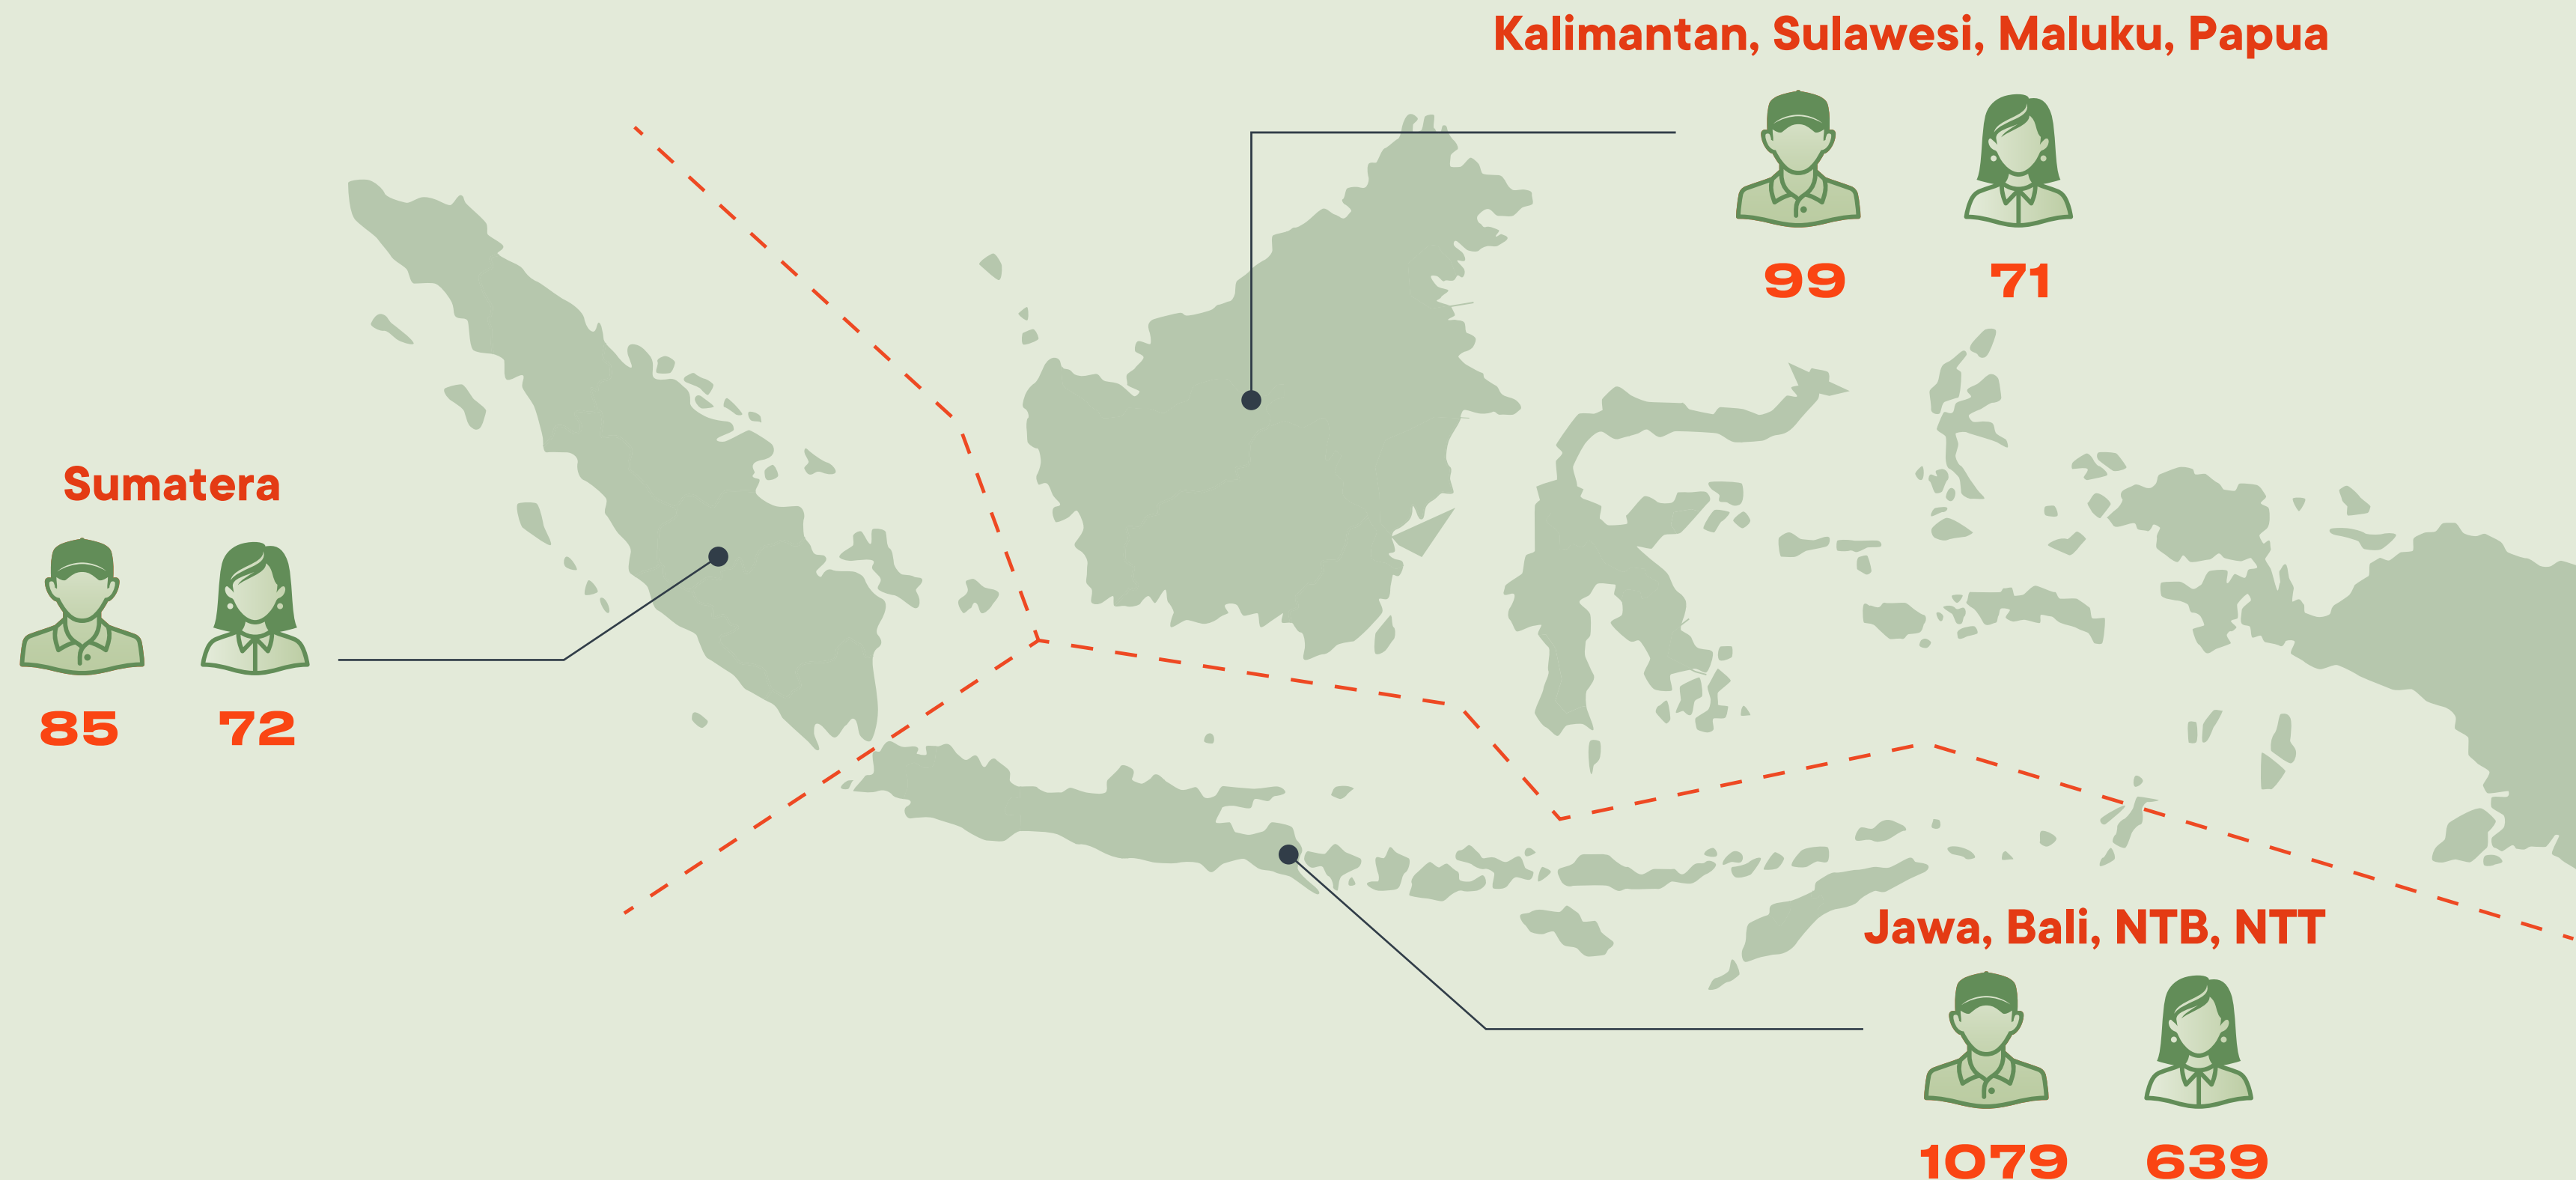 Kalimantan, Sulawesi, Maluku, Papua
99 71
Sumatera
85 72
Jawa, Bali, NTB, NTT
1079 639